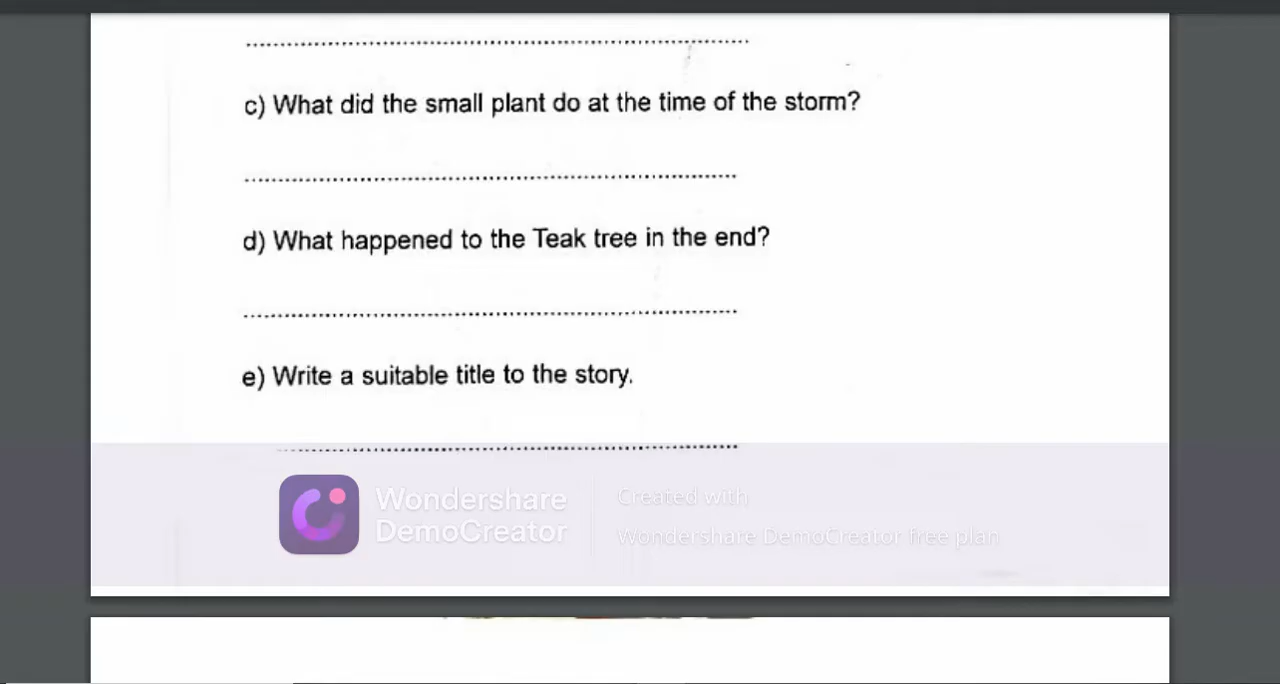 c) What did the small plant do at the time of the storm?
d) What happened to the Teak tree in the end?
e) Write a suitable title to the story.
Wondershare
DemoCreator
Created with
Wondershare DemoCreator free plan